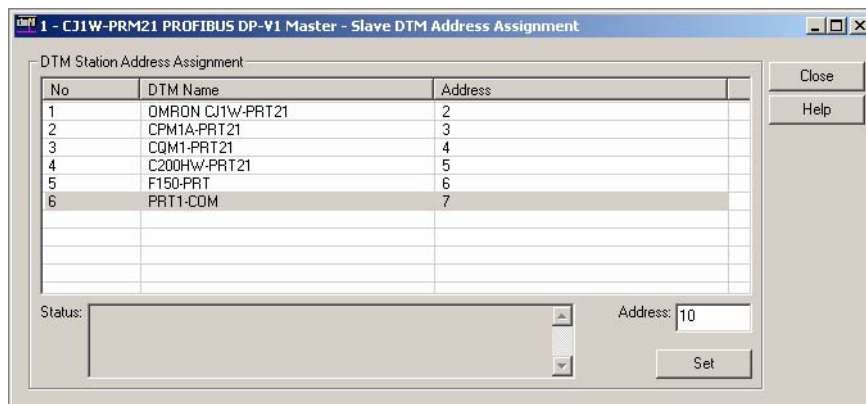 1 - CJ1W-PRM21 PROFIBUS DP-V1 Master - Slave DTM Address Assignment
DTM Station Address Assignment
No DTM Name Address
1 OMRON CJ1W-PRT21 2
2 CPM1A-PRT21 3
3 CQM1-PRT21 4
4 C200HW-PRT21 5
5 F150-PRT 6
6 PRT1-COM 7
Close
Help
Status:
Address: 10
Set